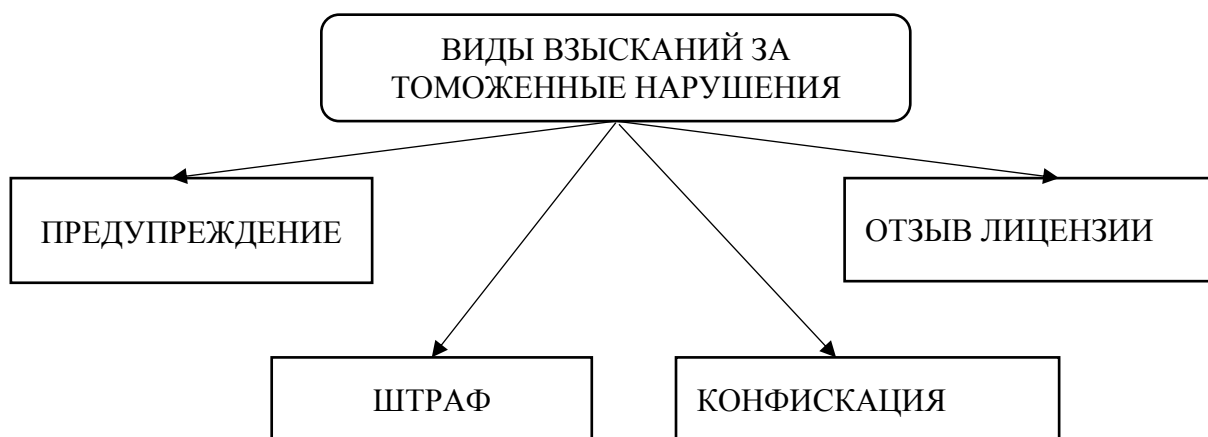 ВИДЫ ВЗЫСКАНИЙ ЗА
ТОМОЖЕННЫЕ НАРУШЕНИЯ
ПРЕДУПРЕЖДЕНИЕ
ОТЗЫВ ЛИЦЕНЗИИ
ШТРАФ
КОНФИСКАЦИЯ